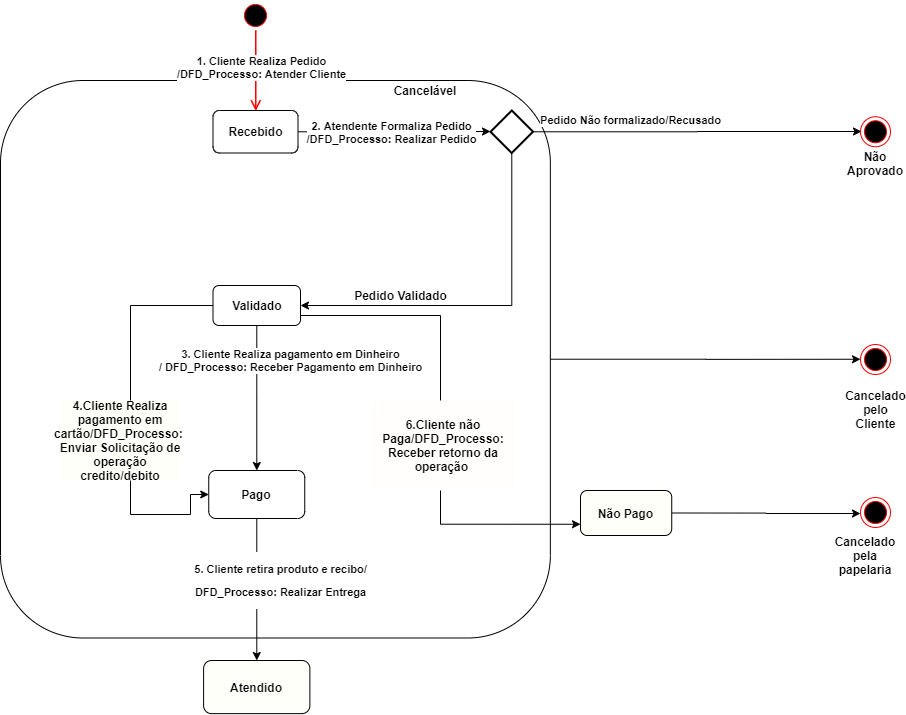 1. Cliente Realiza Pedido
/DFD_Processo: Atender Cliente
Cancelável
Recebido
2. Atendente Formaliza Pedido
/DFD_Processo: Realizar Pedido
Pedido Não formalizado/Recusado
Não
Aprovado
Validado
Pedido Validado
3. Cliente Realiza pagamento em Dinheiro
/ DFD_Processo: Receber Pagamento em Dinheiro
4.Cliente Realiza
pagamento em
cartão/DFD_Processo:
Enviar Solicitação de
operação
credito/debito
6.Cliente não
Paga/DFD_Processo:
Receber retorno da
operação
Cancelado
pelo
Cliente
Pago
Não Pago
Cancelado
pela
papelaria
5. Cliente retira produto e recibo/
DFD_Processo: Realizar Entrega
Atendido